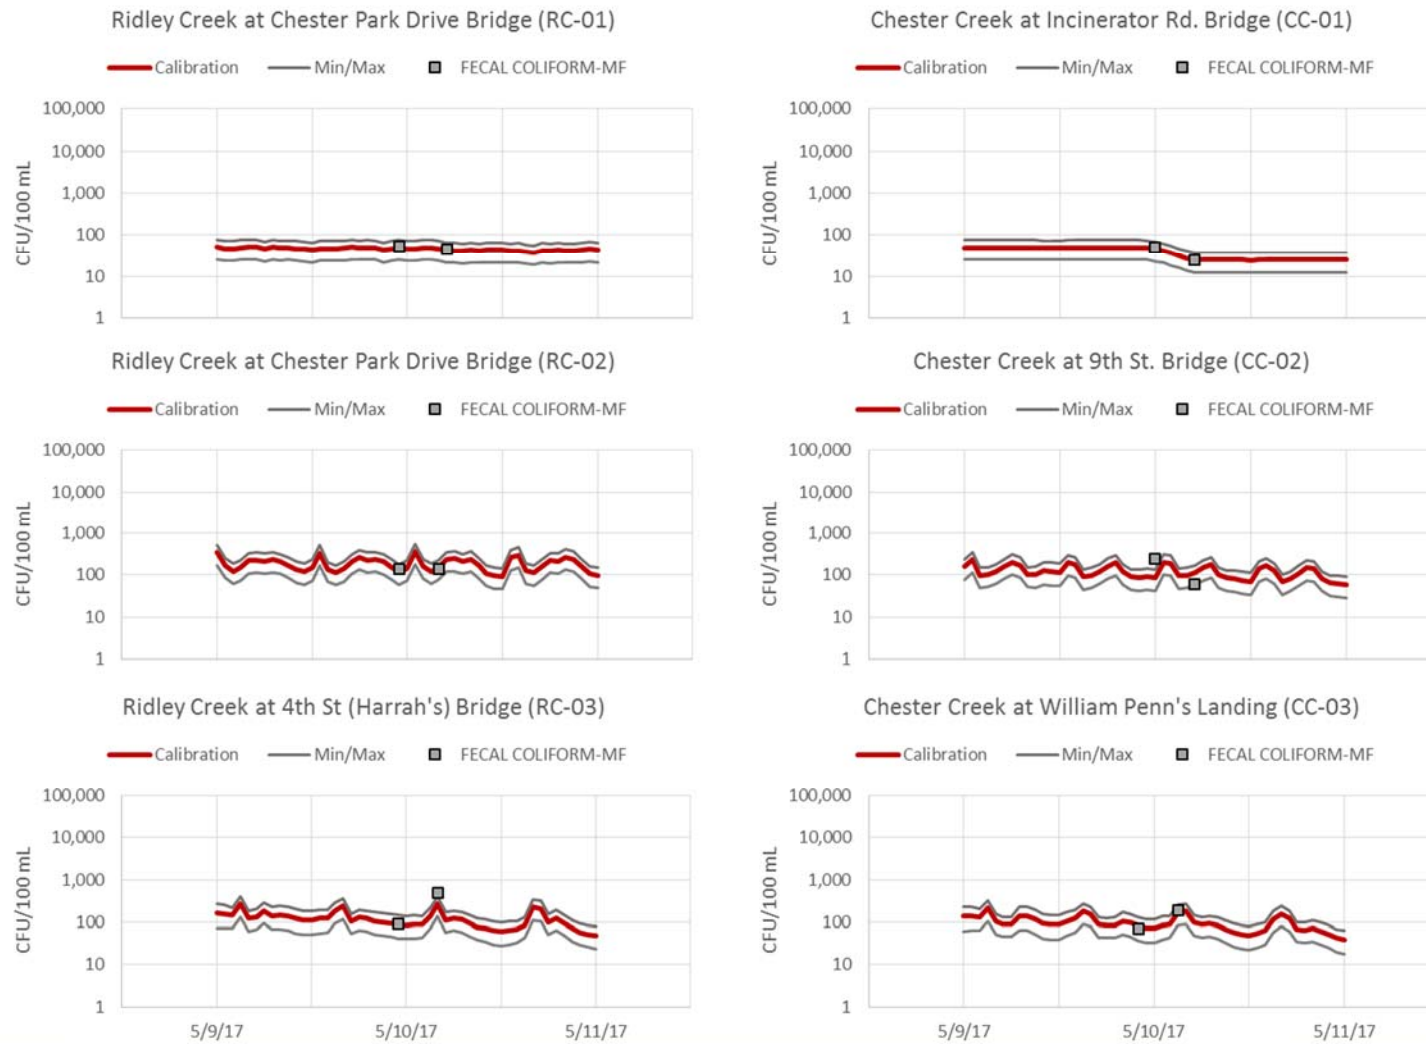 Ridley Creek at Chester Park Drive Bridge (RC-01)
Calibration Min/Max FECAL COLIFORM-MF
100,000
10,000
1,000
100
10
1
CFU/100 mL
Chester Creek at Incinerator Rd. Bridge (CC-01)
Calibration Min/Max FECAL COLIFORM-MF
100,000
10,000
1,000
100
10
1
CFU/100 mL
Ridley Creek at Chester Park Drive Bridge (RC-02)
Calibration Min/Max FECAL COLIFORM-MF
100,000
10,000
1,000
100
10
1
CFU/100 mL
Chester Creek at 9th St. Bridge (CC-02)
Calibration Min/Max FECAL COLIFORM-MF
100,000
10,000
1,000
100
10
1
CFU/100 mL
Ridley Creek at 4th St (Harrah's) Bridge (RC-03)
Calibration Min/Max FECAL COLIFORM-MF
100,000
10,000
1,000
100
10
1
CFU/100 mL
5/9/17 5/10/17 5/11/17
Chester Creek at William Penn's Landing (CC-03)
Calibration Min/Max FECAL COLIFORM-MF
100,000
10,000
1,000
100
10
1
CFU/100 mL
5/9/17 5/10/17 5/11/17